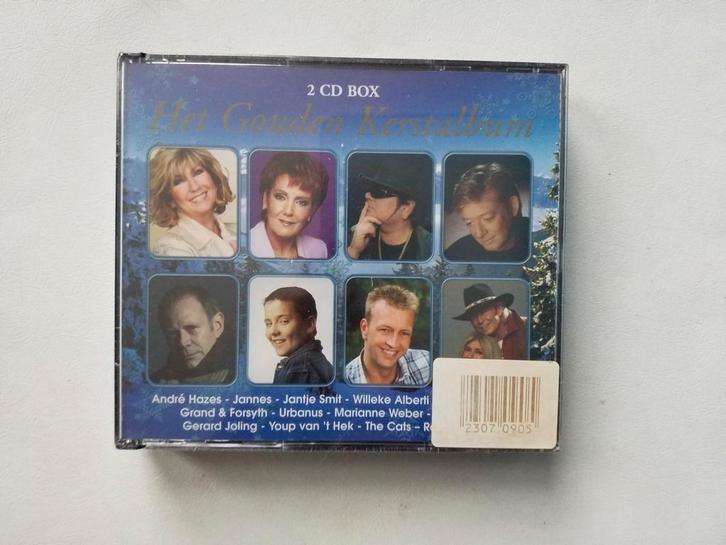 2 CD BOX
Het Gouden Kerstalbum
André Hazes - Jannes - Jantje Smit - Willeke Alberti
Grand & Forsyth - Urbanus - Marianne Weber -
Gerard Joling - Youp van 't Hek - The Cats – R
2307 0905